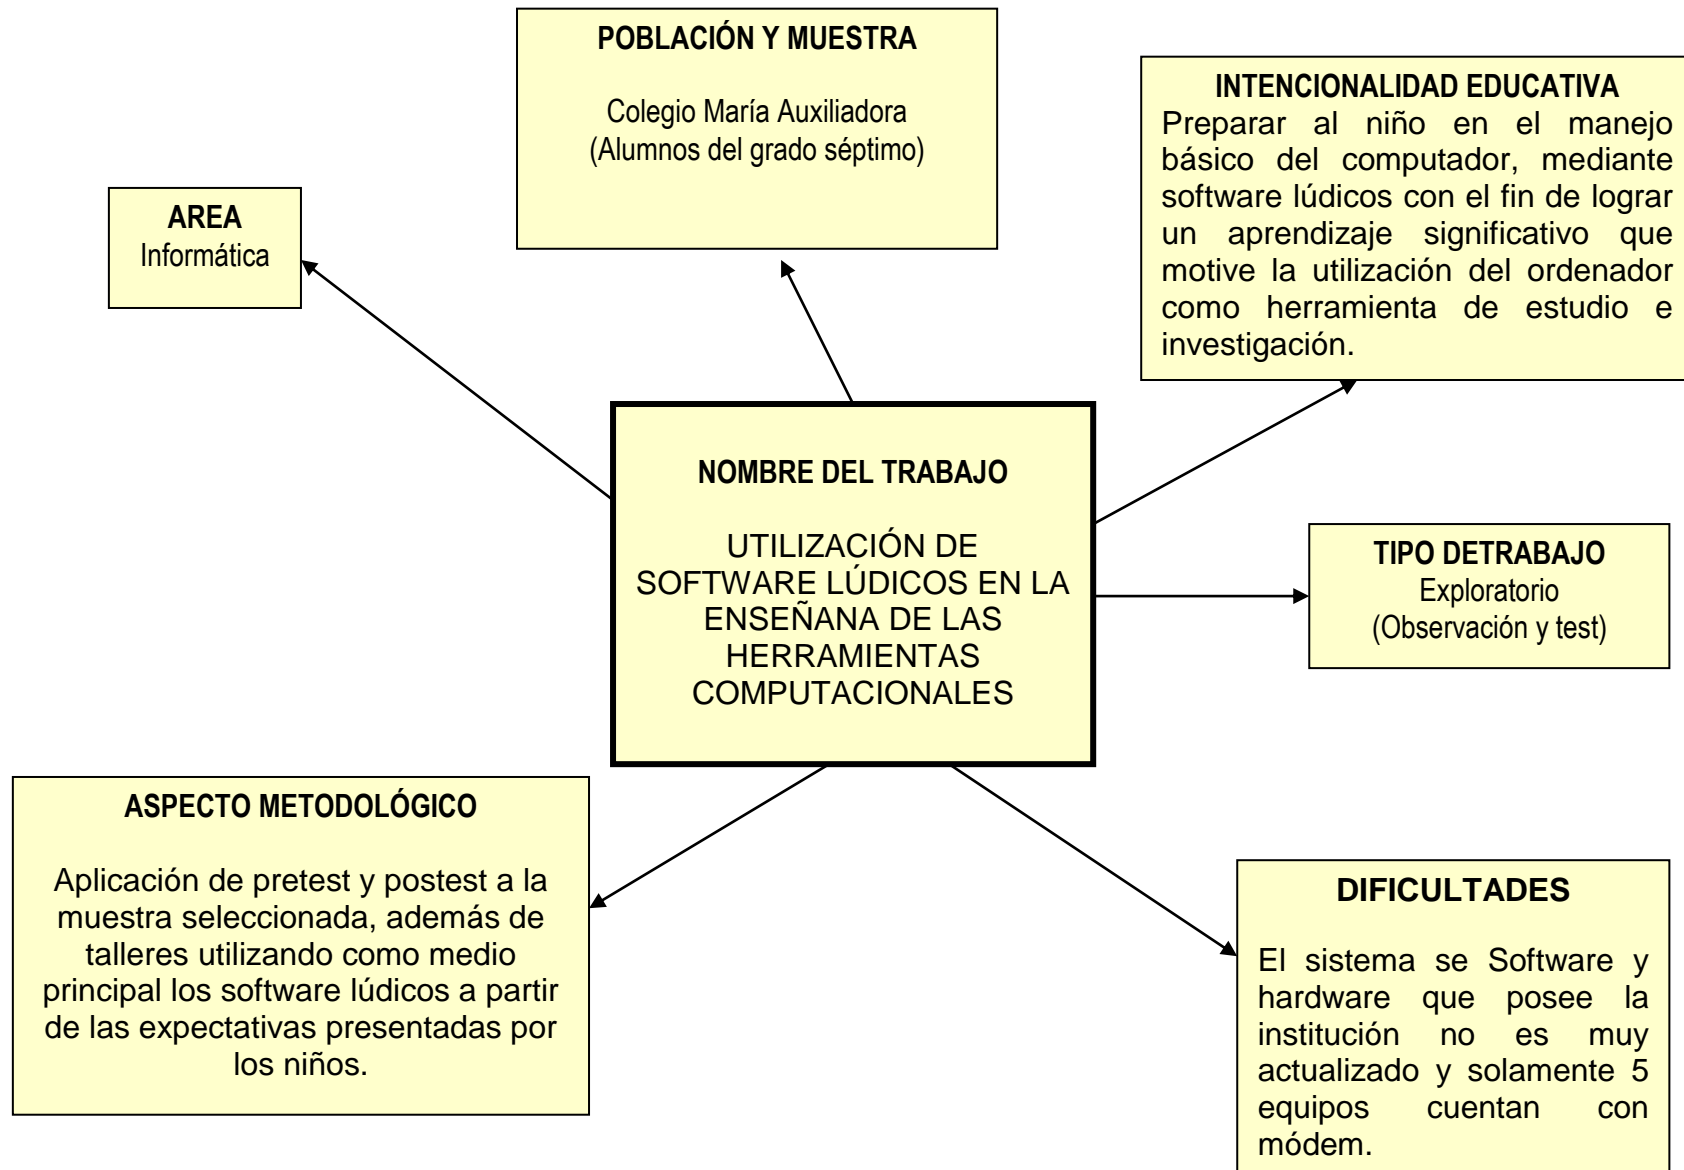 POBLACIÓN Y MUESTRA
Colegio María Auxiliadora
(Alumnos del grado séptimo)
INTENCIONALIDAD EDUCATIVA
Preparar al niño en el manejo
básico del computador, mediante
software lúdicos con el fin de lograr
un aprendizaje significativo que
motive la utilización del ordenador
como herramienta de estudio e
investigación.
AREA
Informática
NOMBRE DEL TRABAJO
UTILIZACIÓN DE
SOFTWARE LÚDICOS EN LA
ENSEÑANA DE LAS
HERRAMIENTAS
COMPUTACIONALES
TIPO DETRABAJO
Exploratorio
(Observación y test)
ASPECTO METODOLÓGICO
Aplicación de pretest y postest a la
muestra seleccionada, además de
talleres utilizando como medio
principal los software lúdicos a partir
de las expectativas presentadas por
los niños.
DIFICULTADES
El sistema se Software y
hardware que posee la
institución no es muy
actualizado y solamente 5
equipos cuentan con
módem.